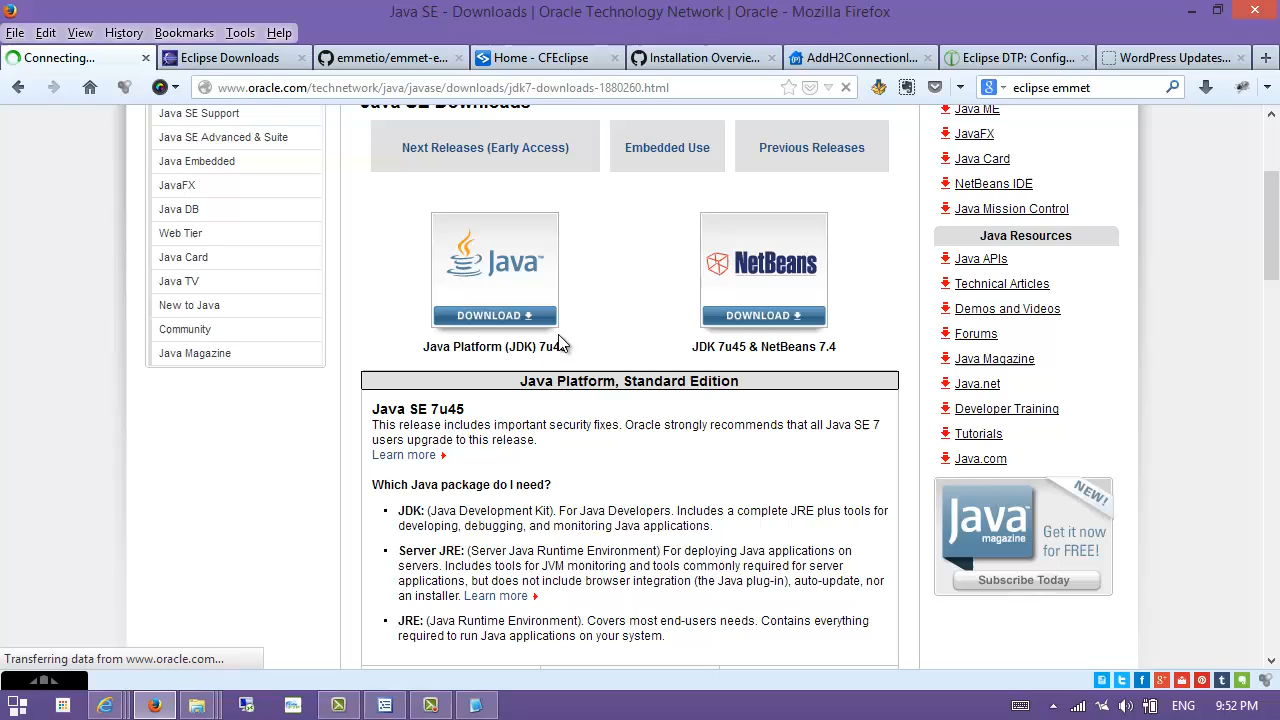 Java SE - Downloads | Oracle Technology Network | Oracle - Mozilla Firefox
File Edit View History Bookmarks Tools Help
Connecting...
Eclipse Downloads
emmetio/emmet-e...
Home - CFEclipse
Installation Overvie...
AddH2ConnectionI...
Eclipse DTP: Config...
WordPress Updates...
www.oracle.com/technetwork/java/javase/downloads/jdk7-downloads-1880260.html
eclipse emmet
Java SE Support
Java SE Advanced & Suite
Java Embedded
JavaFX
Java DB
Web Tier
Java Card
Java TV
New to Java
Community
Java Magazine
Java SE Downloads
Next Releases (Early Access)
Embedded Use
Previous Releases
Java
DOWNLOAD
Java Platform (JDK) 7u4
NetBeans
DOWNLOAD
JDK 7u45 & NetBeans 7.4
Java Platform, Standard Edition
Java SE 7u45
This release includes important security fixes. Oracle strongly recommends that all Java SE 7
users upgrade to this release.
Learn more
Which Java package do I need?
JDK: (Java Development Kit). For Java Developers. Includes a complete JRE plus tools for
developing, debugging, and monitoring Java applications.
Server JRE: (Server Java Runtime Environment) For deploying Java applications on
servers. Includes tools for JVM monitoring and tools commonly required for server
applications, but does not include browser integration (the Java plug-in), auto-update, nor
an installer. Learn more
JRE: (Java Runtime Environment). Covers most end-users needs. Contains everything
required to run Java applications on your system.
Java ME
JavaFX
Java Card
NetBeans IDE
Java Mission Control
Java Resources
Java APIs
Technical Articles
Demos and Videos
Forums
Java Magazine
Java.net
Developer Training
Tutorials
Java.com
NEW!
Java
magazine
Get it now
for FREE!
Subscribe Today
Transferring data from www.oracle.com...
ENG
9:52 PM